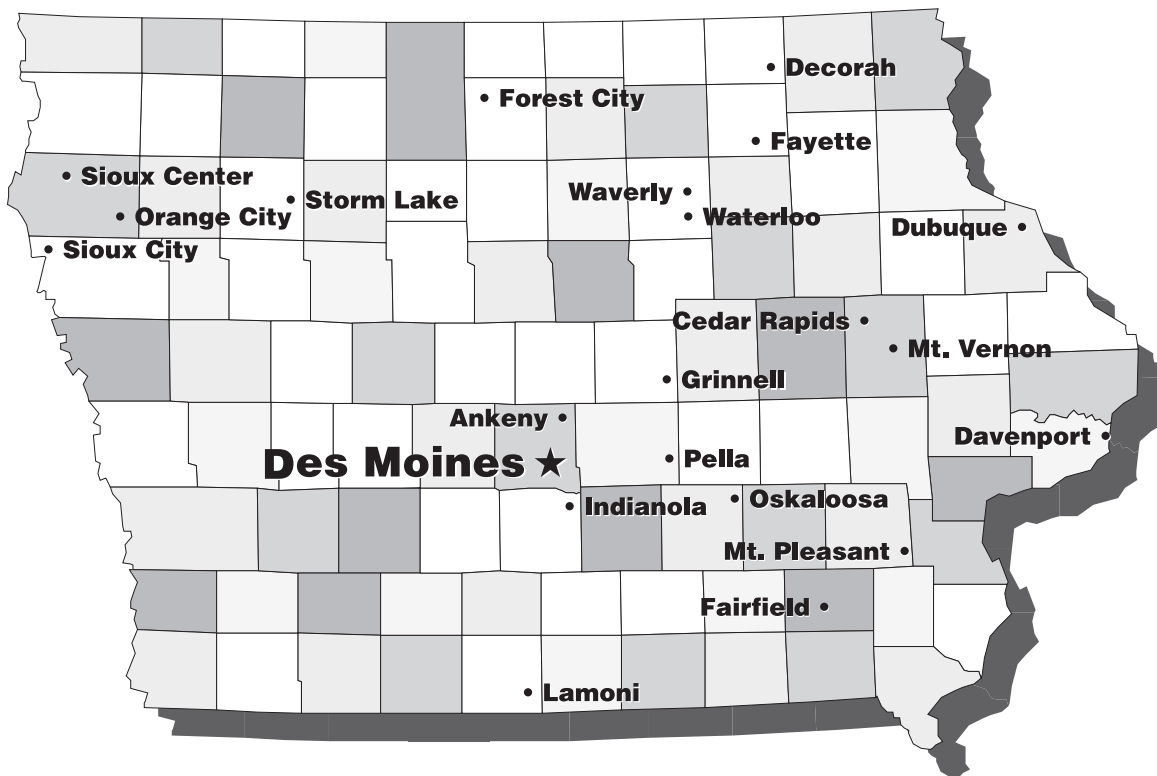 Decorah
Forest City
Fayette
Sioux Center
Storm Lake
Waverly
Orange City
Waterloo
Dubuque
Sioux City
Cedar Rapids
Mt. Vernon
Grinnell
Ankeny
Davenport
Des Moines
Pella
Indianola
Oskaloosa
Mt. Pleasant
Fairfield
Lamoni